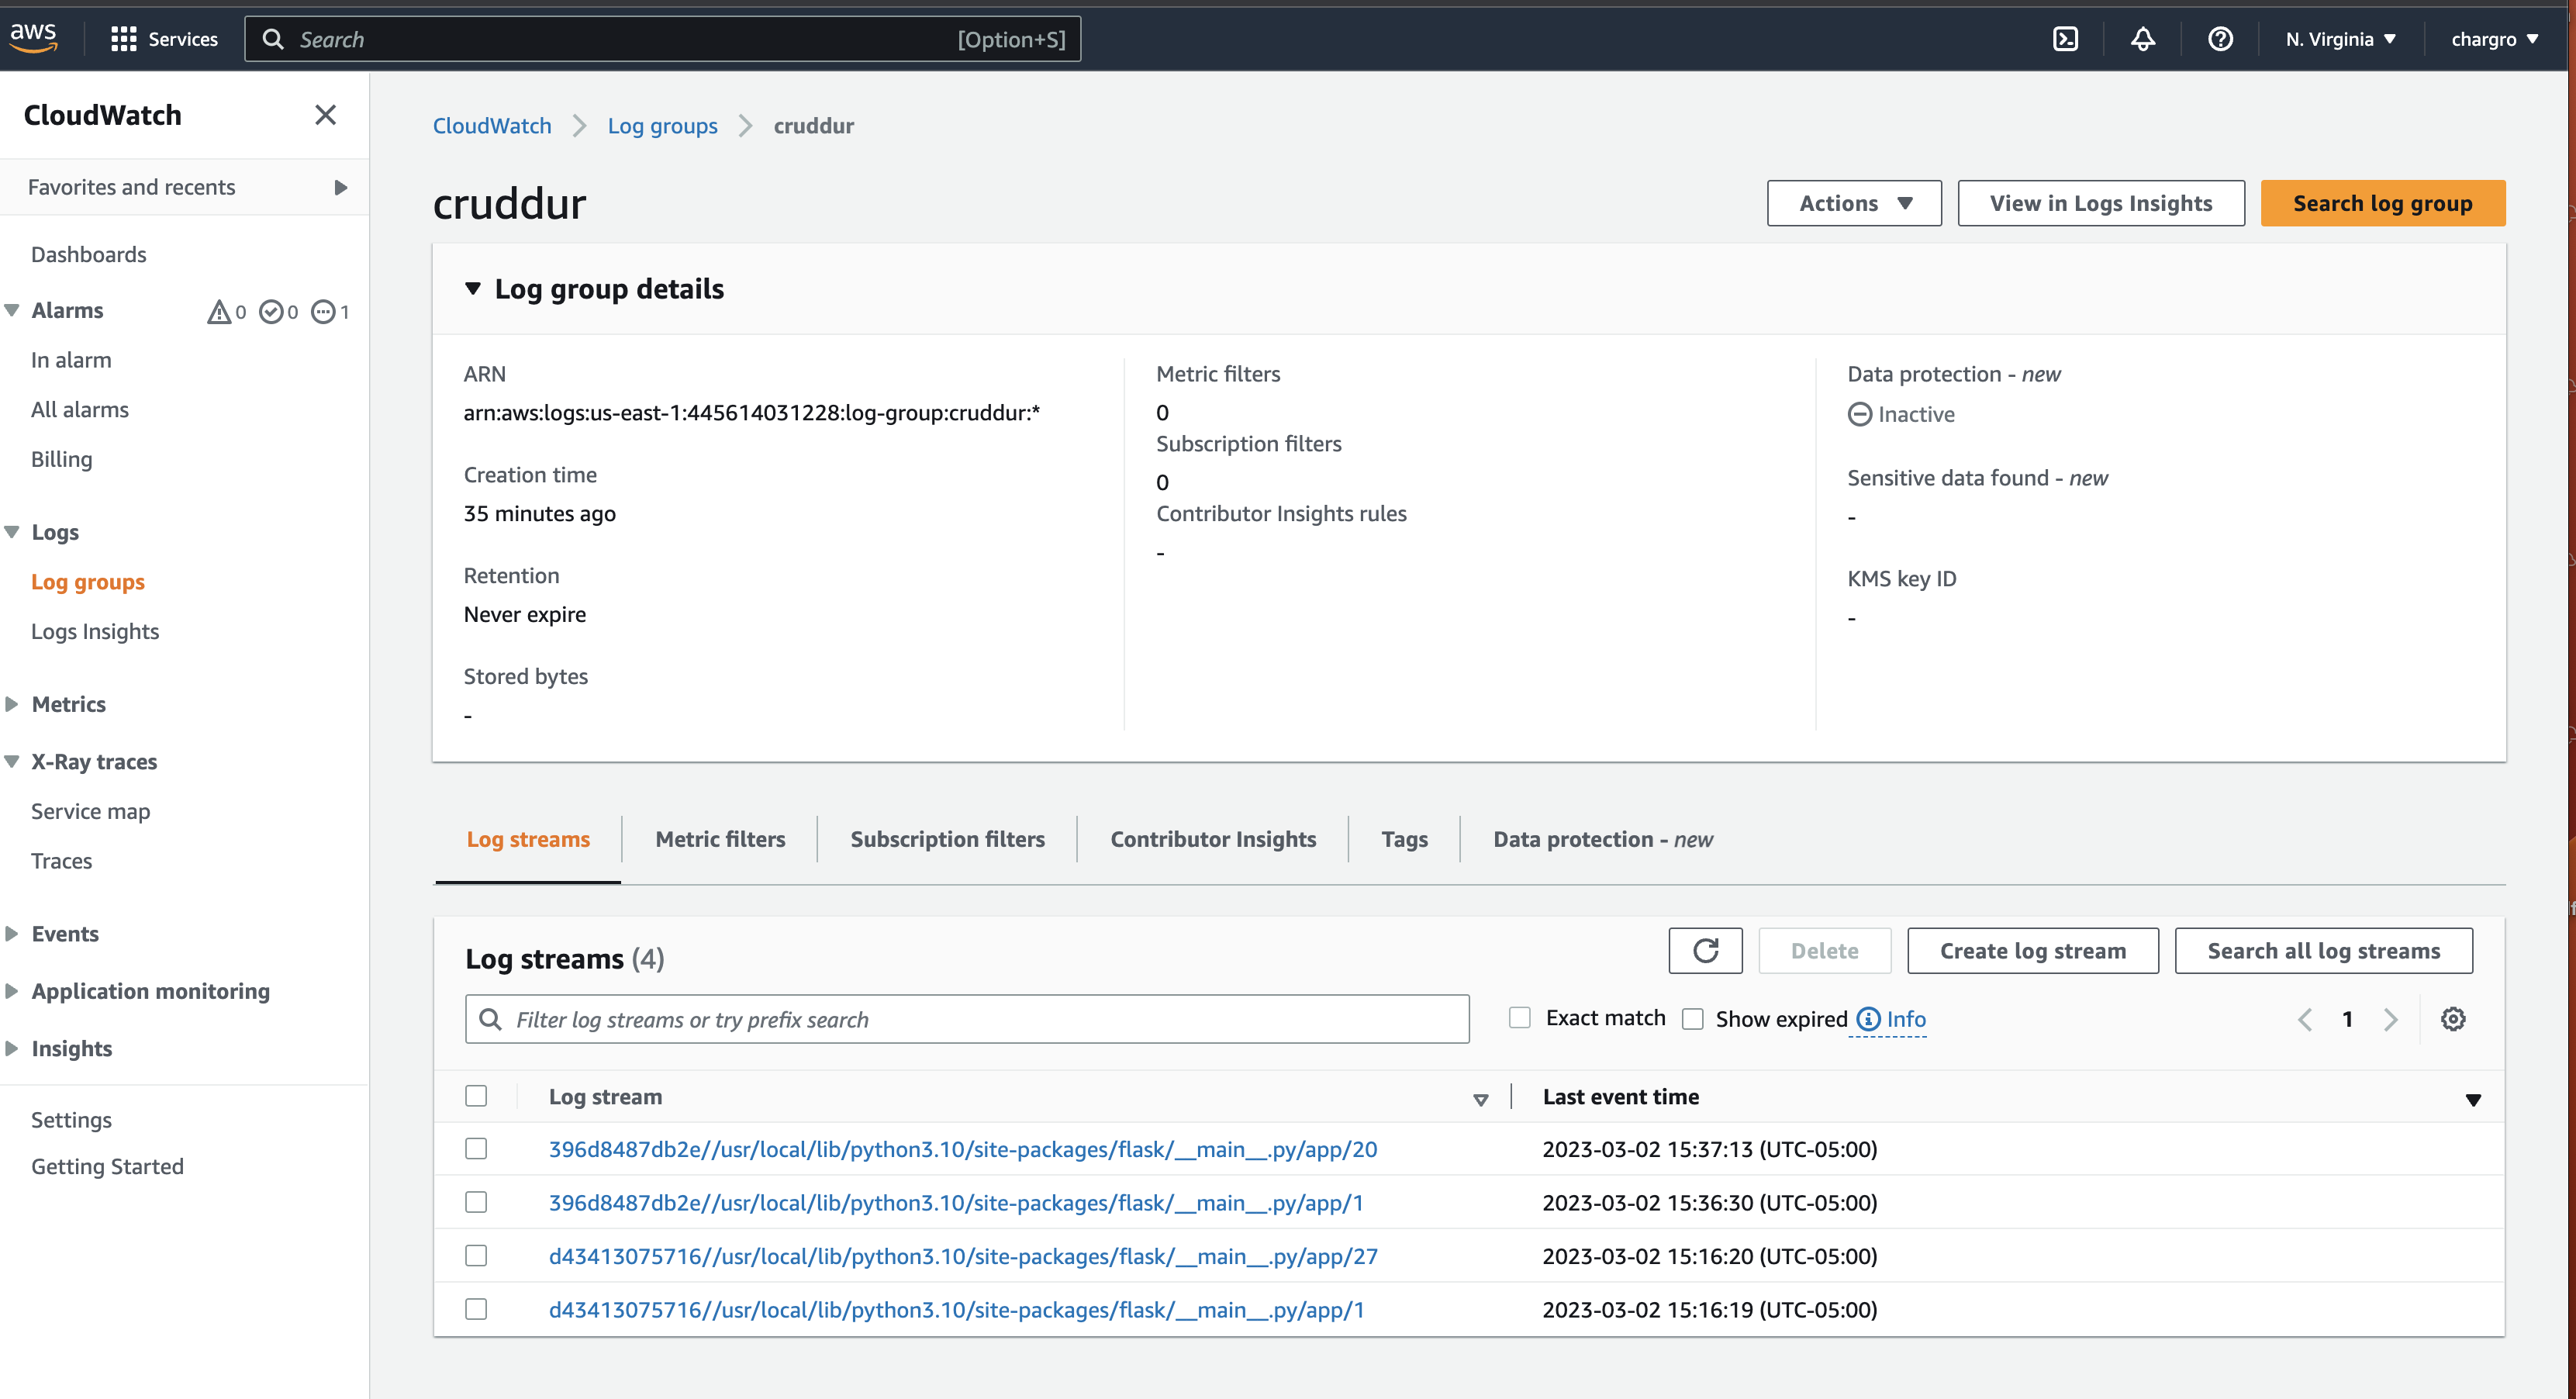 aws
Services
Search [Option+S]
N. Virginia
chargro
CloudWatch
Favorites and recents
Dashboards
Alarms 0 0 1
In alarm
All alarms
Billing
Logs
Log groups
Logs Insights
Metrics
X-Ray traces
Service map
Traces
Events
Application monitoring
Insights
Settings
Getting Started
CloudWatch > Log groups > cruddur
cruddur
Actions
View in Logs Insights
Search log group
Log group details
ARN
arn:aws:logs:us-east-1:445614031228:log-group:cruddur:*
Creation time
35 minutes ago
Retention
Never expire
Stored bytes
-
Metric filters
0
Subscription filters
0
Contributor Insights rules
-
Data protection - new
Inactive
Sensitive data found - new
-
KMS key ID
-
Log streams
Metric filters
Subscription filters
Contributor Insights
Tags
Data protection - new
Log streams (4)
Delete
Create log stream
Search all log streams
Filter log streams or try prefix search
Exact match
Show expired
Info
1
Log stream Last event time
396d8487db2e//usr/local/lib/python3.10/site-packages/flask/__main__.py/app/20 2023-03-02 15:37:13 (UTC-05:00)
396d8487db2e//usr/local/lib/python3.10/site-packages/flask/__main__.py/app/1 2023-03-02 15:36:30 (UTC-05:00)
d43413075716//usr/local/lib/python3.10/site-packages/flask/__main__.py/app/27 2023-03-02 15:16:20 (UTC-05:00)
d43413075716//usr/local/lib/python3.10/site-packages/flask/__main__.py/app/1 2023-03-02 15:16:19 (UTC-05:00)